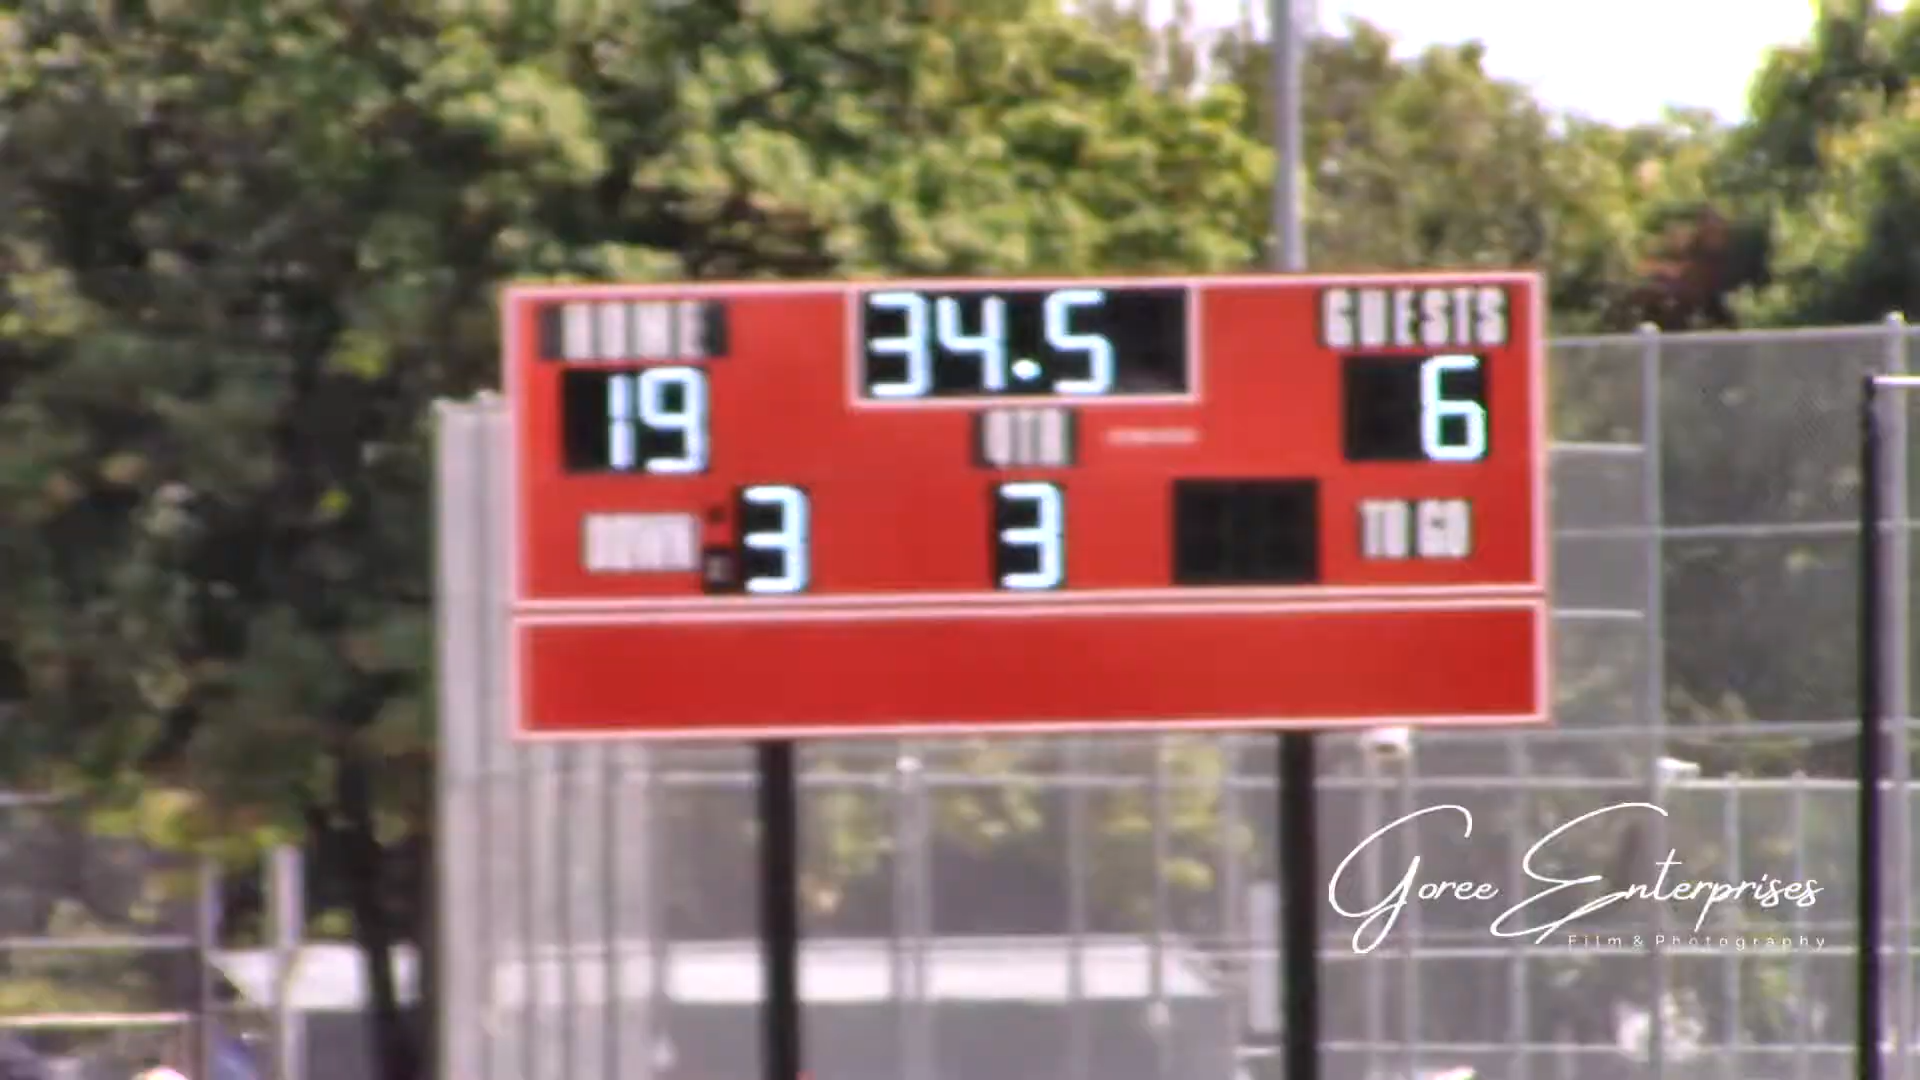 HOME 34.5 GUESTS
19 QTR 6
DOWN 3 3 TO GO
Goree Enterprises
Film & Photography